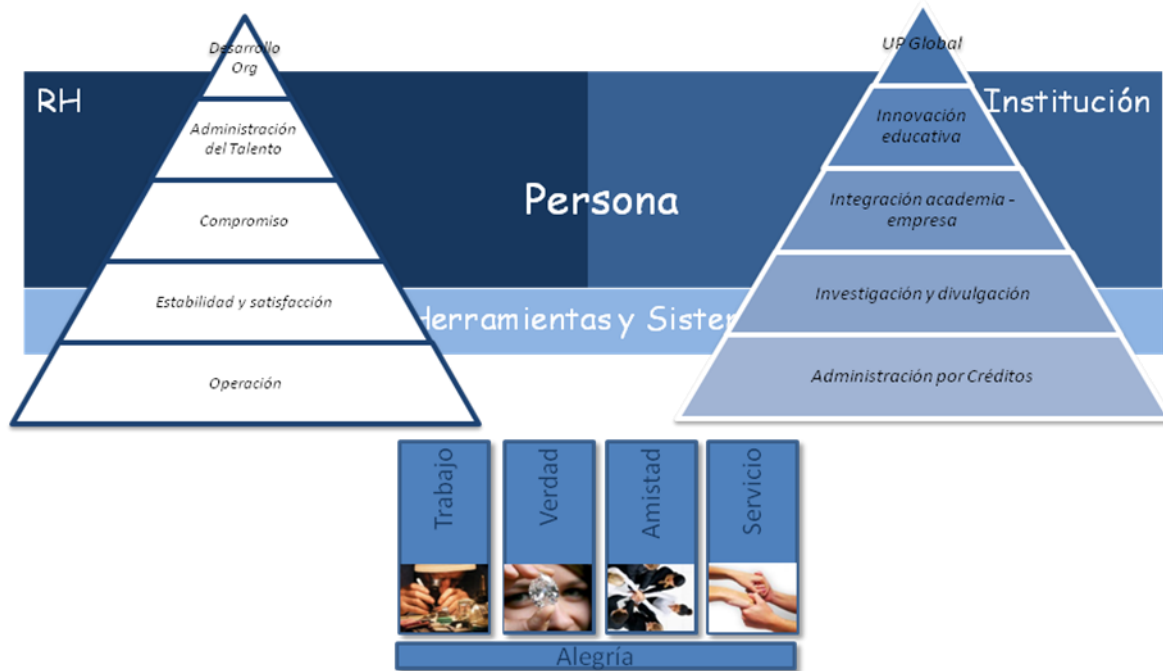 Desarrollo
Org
RH
Administración
del Talento
Compromiso
Estabilidad y satisfacción
Operación
Persona
Herramientas y
UP Global
Institución
Innovación
educativa
Integración academia -
empresa
Investigación y divulgación
Administración por Créditos
Trabajo
Verdad
Amistad
Servicio
Alegría